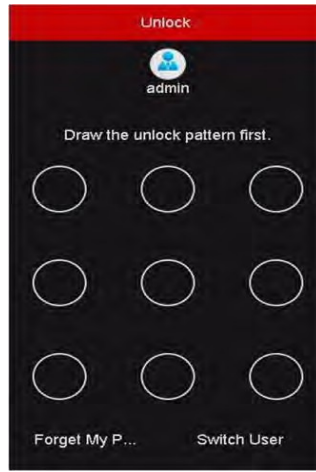 Unlock
admin
Draw the unlock pattern first.
Forget My P...
Switch User